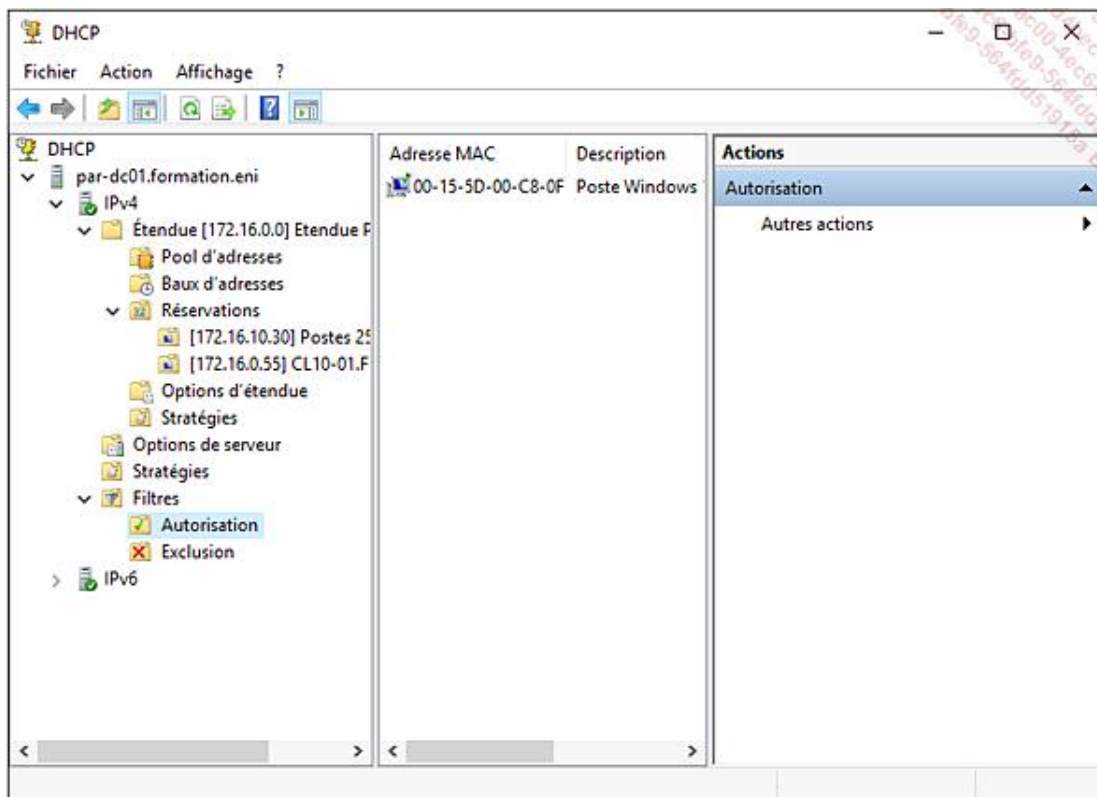 DHCP
Fichier Action Affichage ?
DHCP
par-dc01.formation.eni
IPv4
Étendue [172.16.0.0] Etendue P
Pool d'adresses
Baux d'adresses
Réservations
[172.16.10.30] Postes 25
[172.16.0.55] CL10-01.F
Options d'étendue
Stratégies
Options de serveur
Stratégies
Filtres
Autorisation
Exclusion
IPv6
Adresse MAC Description
00-15-5D-00-C8-0F Poste Windows
Actions
Autorisation
Autres actions